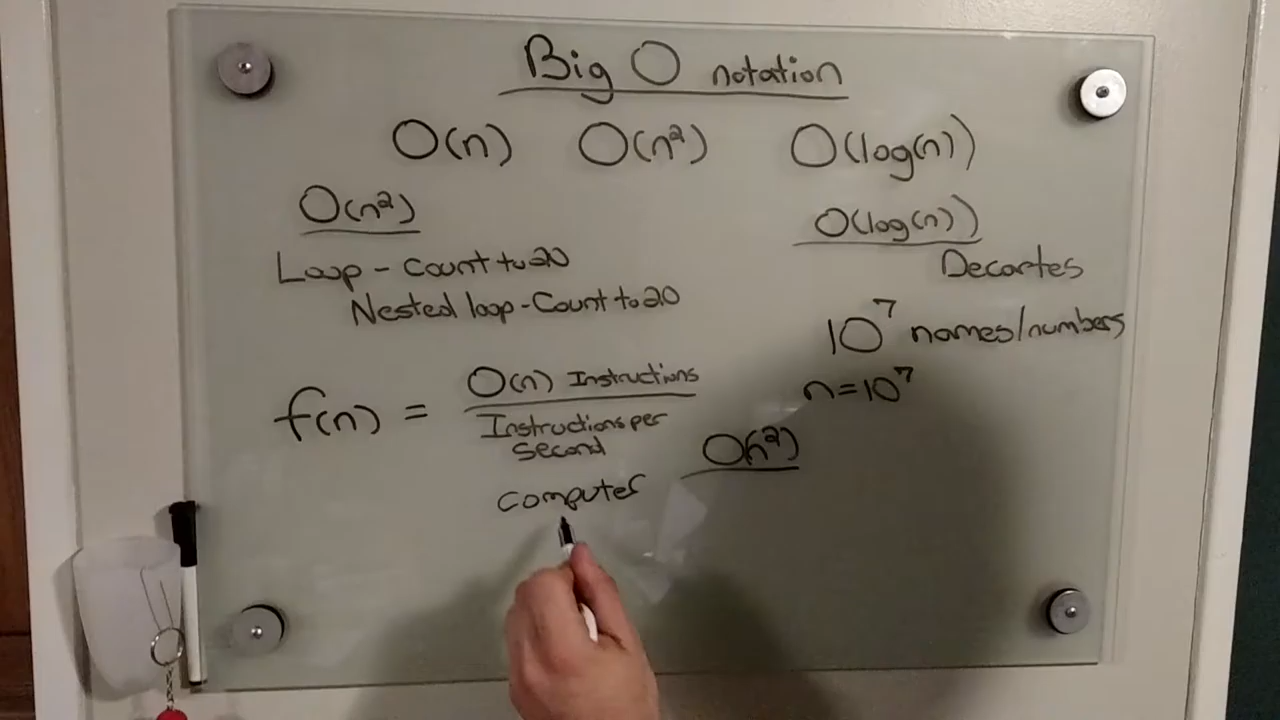 Big O notation
O(n) O(n²) O(log(n))
O(n²)
Loop - Count to 20
Nested loop - Count to 20
f(n) = O(n) Instructions
Instructions per
second
computer
O(log(n))
Decartes
10⁷ names/numbers
n=10⁷
O(n²)